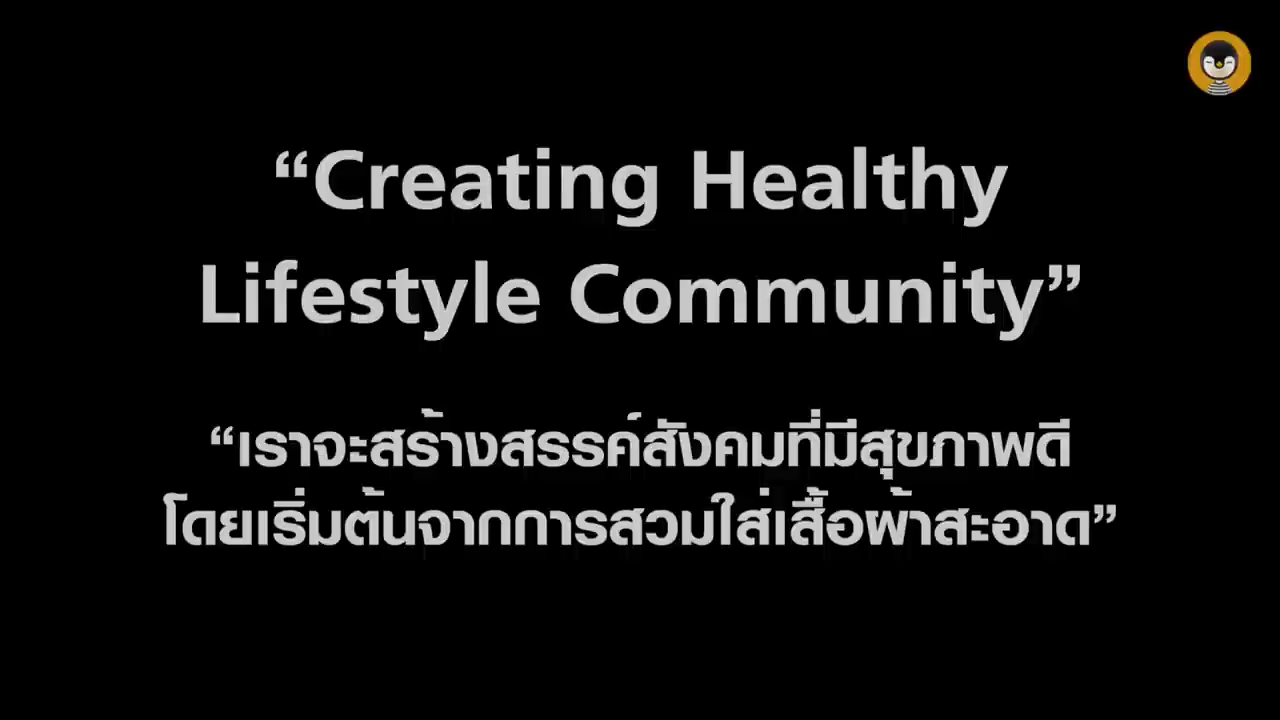 “Creating Healthy
Lifestyle Community”
“เราจะสร้างสรรค์สังคมที่มีสุขภาพดี
โดยเริ่มต้นจากการสวมใส่เสื้อผ้าสะอาด”